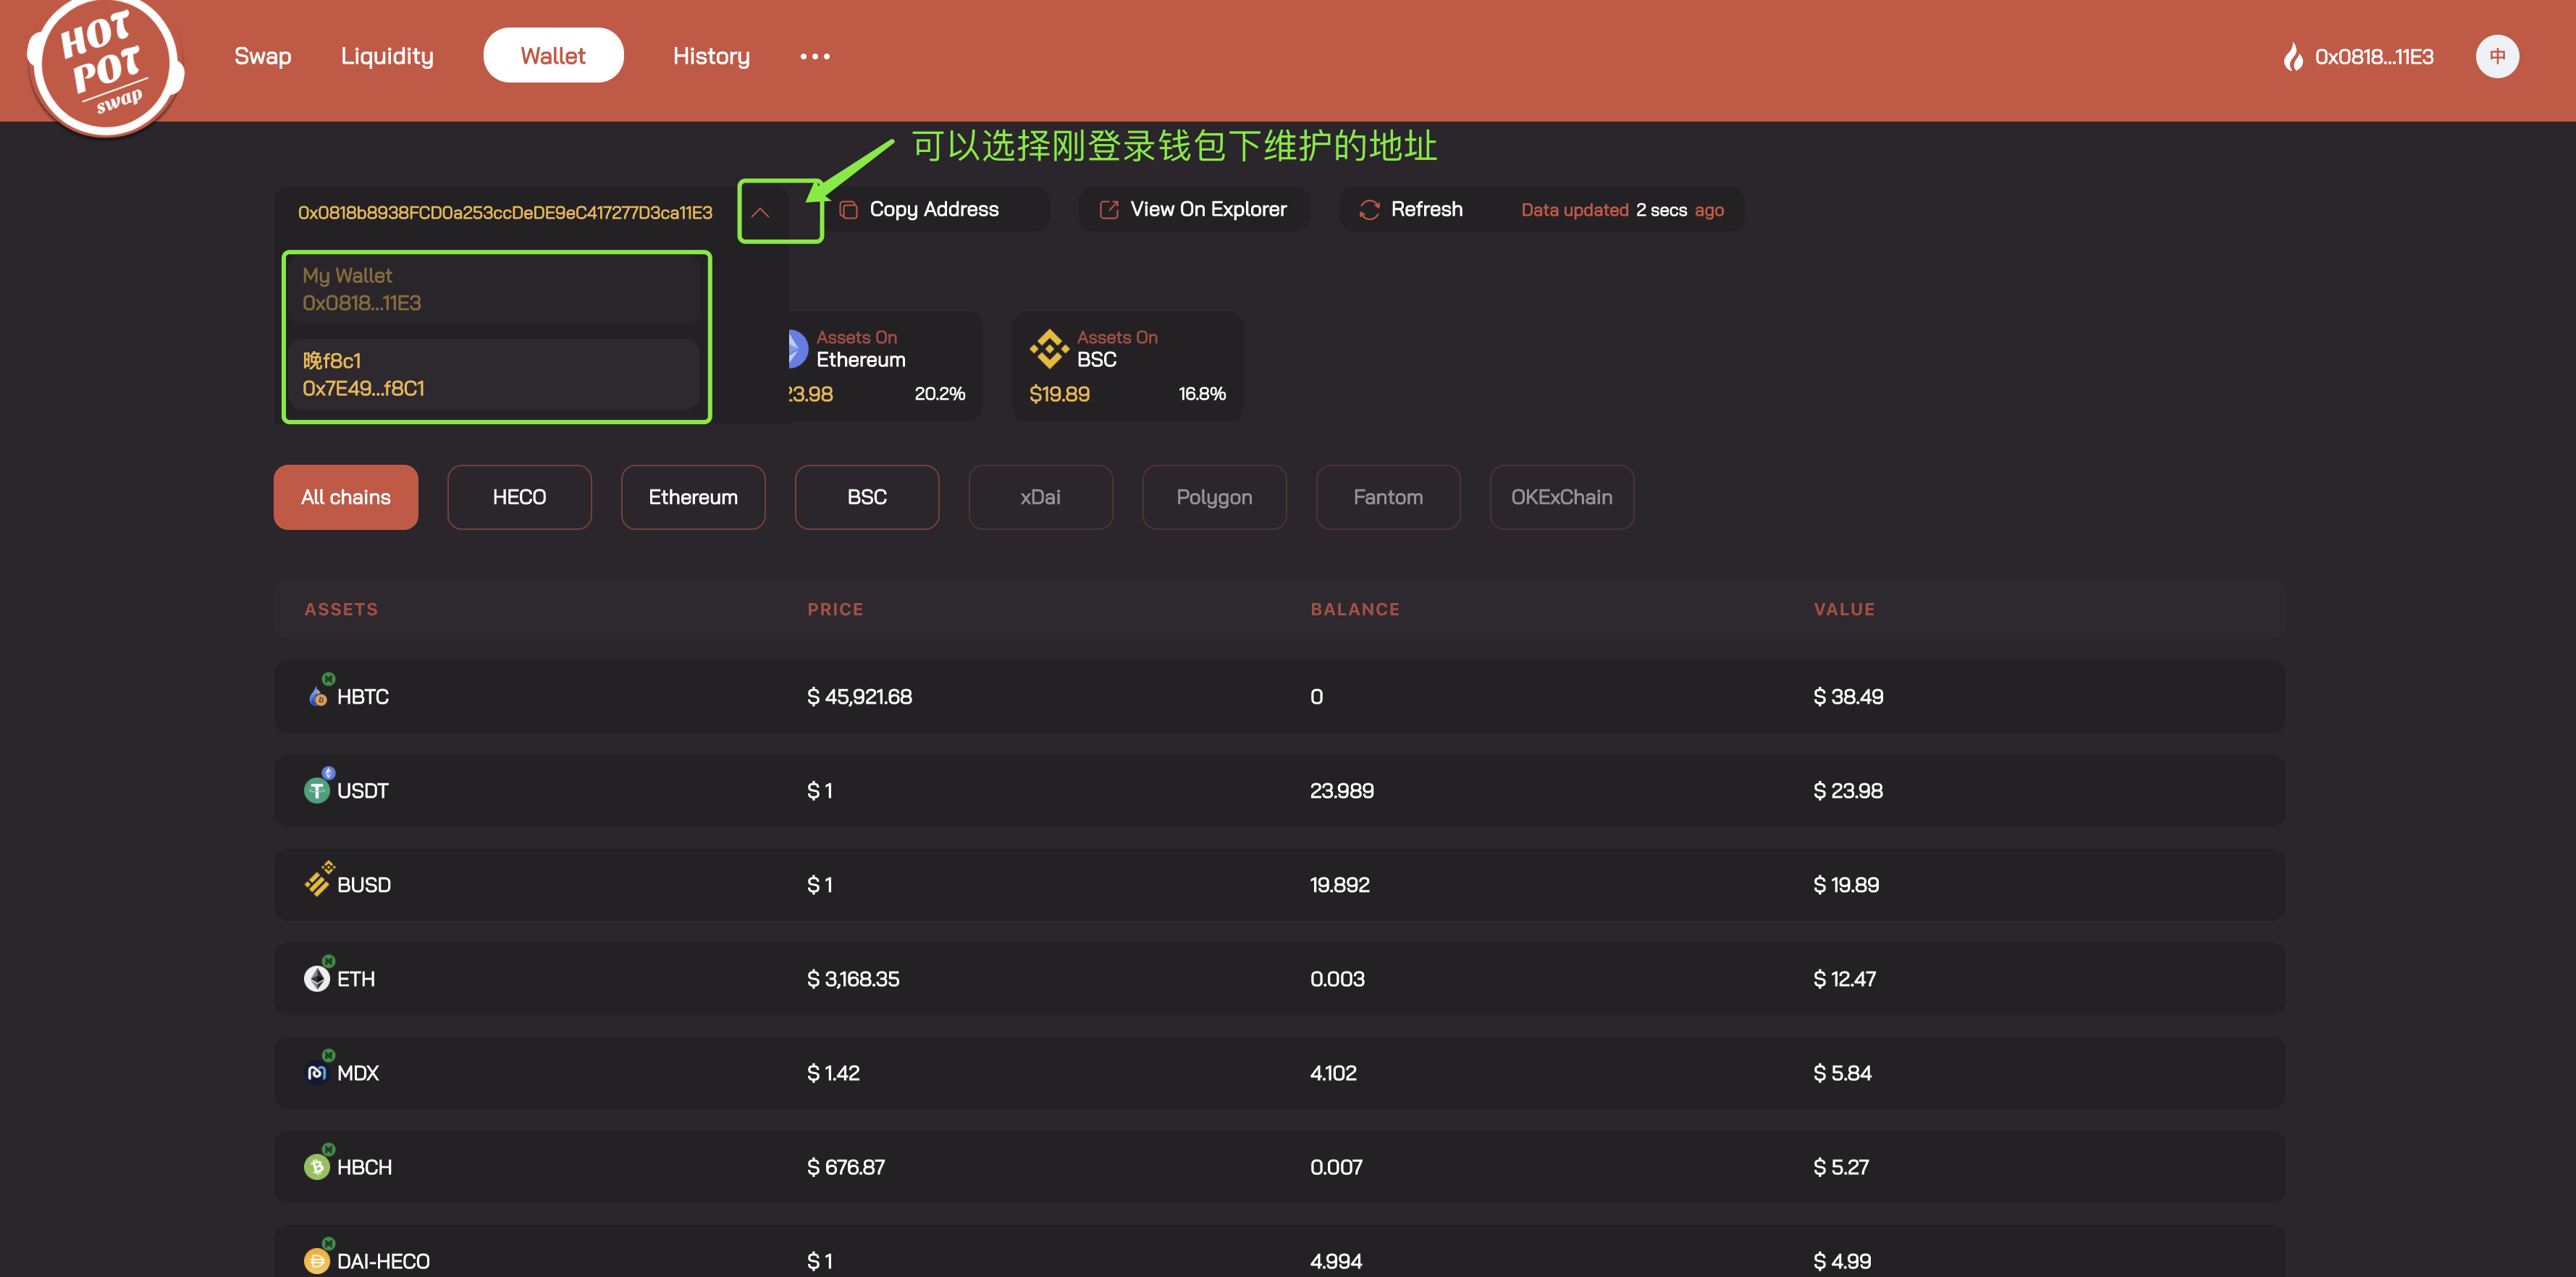 HOT
POT
swap
Swap
Liquidity
Wallet
History
0x0818...11E3
中
可以选择刚登录钱包下维护的地址
0x0818b8938FCD0a253ccDeDE9eC417277D3ca11E3
Copy Address
View On Explorer
Refresh
Data updated 2 secs ago
My Wallet
0x0818...11E3
晚f8c1
0x7E49...f8C1
Assets On
Ethereum
23.98 20.2%
Assets On
BSC
$19.89 16.8%
All chains
HECO
Ethereum
BSC
xDai
Polygon
Fantom
OKExChain
ASSETS PRICE BALANCE VALUE
HBTC $ 45,921.68 0 $ 38.49
USDT $ 1 23.989 $ 23.98
BUSD $ 1 19.892 $ 19.89
ETH $ 3,168.35 0.003 $ 12.47
MDX $ 1.42 4.102 $ 5.84
HBCH $ 676.87 0.007 $ 5.27
DAI-HECO $ 1 4.994 $ 4.99